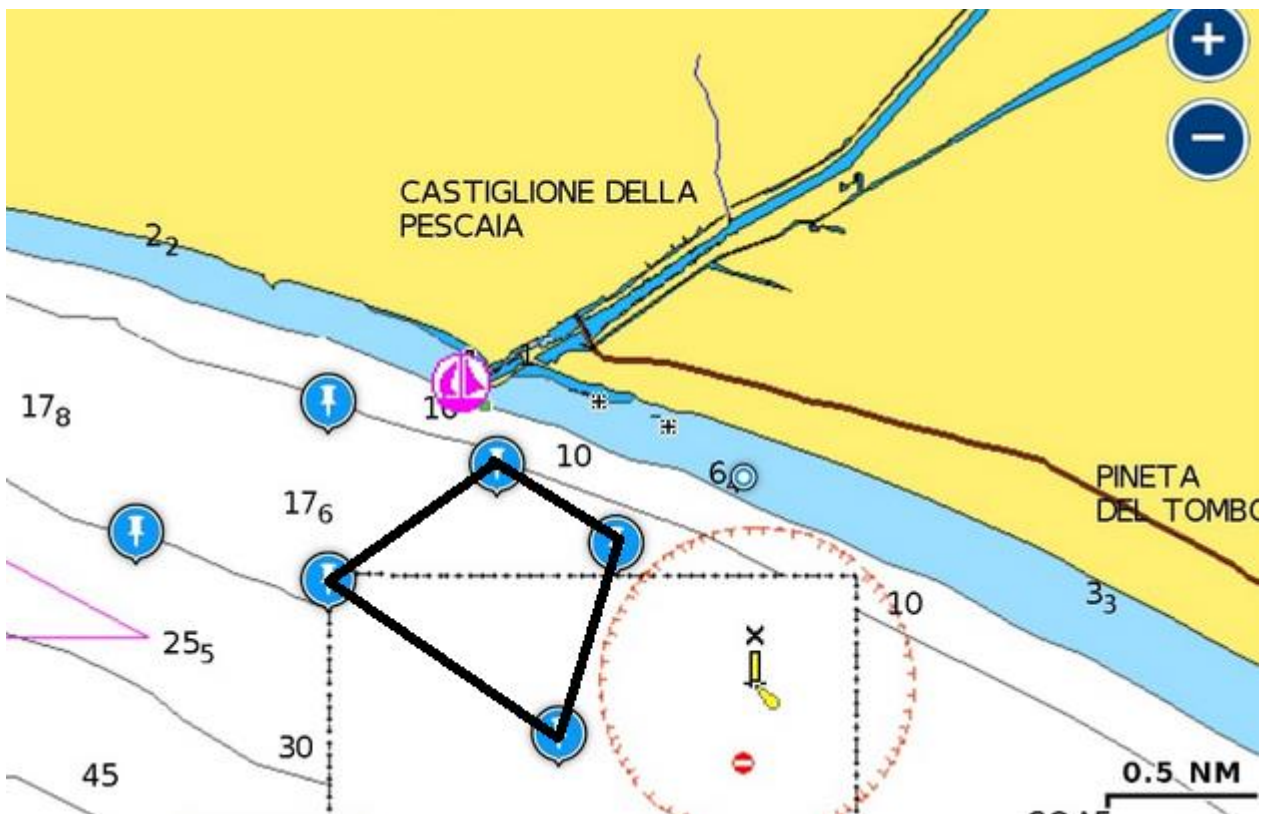 +
CASTIGLIONE DELLA
PESCAIA
−
2₂
17₈
10
10
6₄
PINETA
DEL TOMBO
17₆
3₃
10
25₅
30
45
0.5 NM